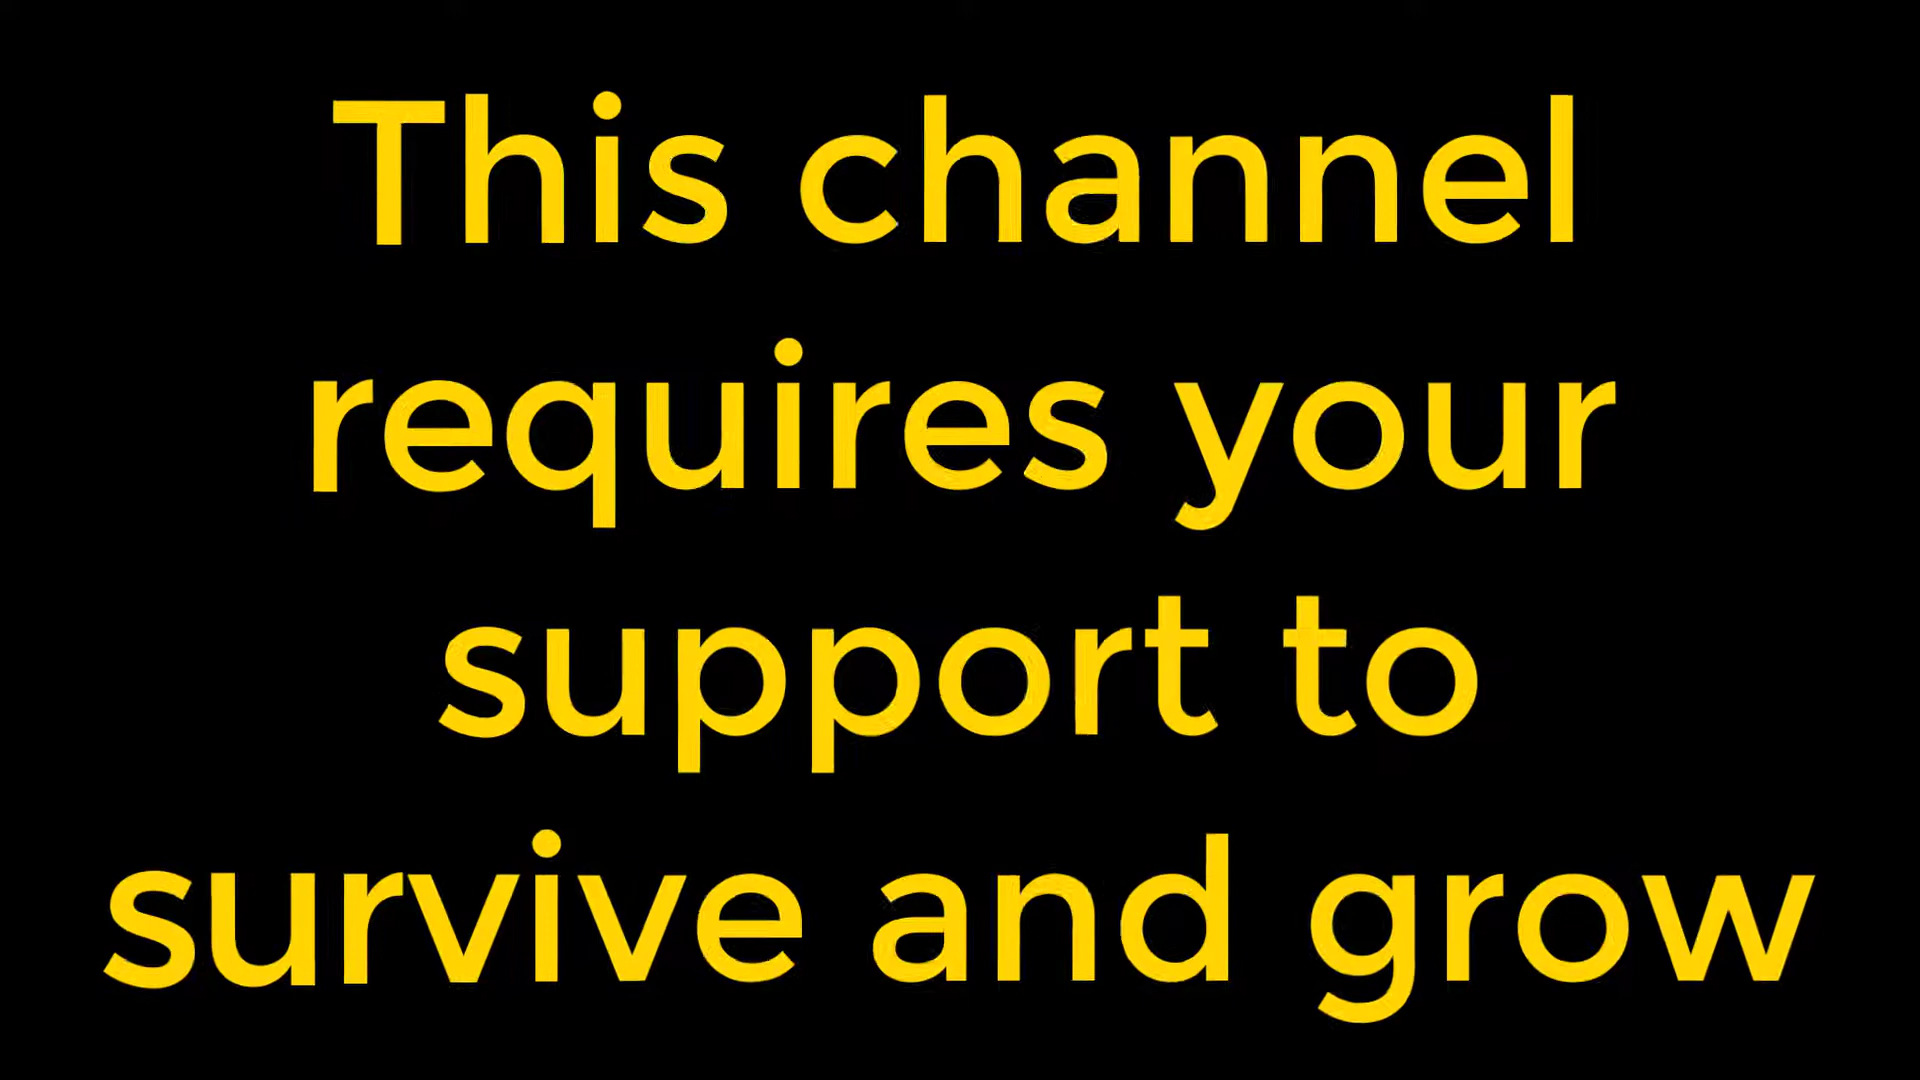 This channel
requires your
support to
survive and grow